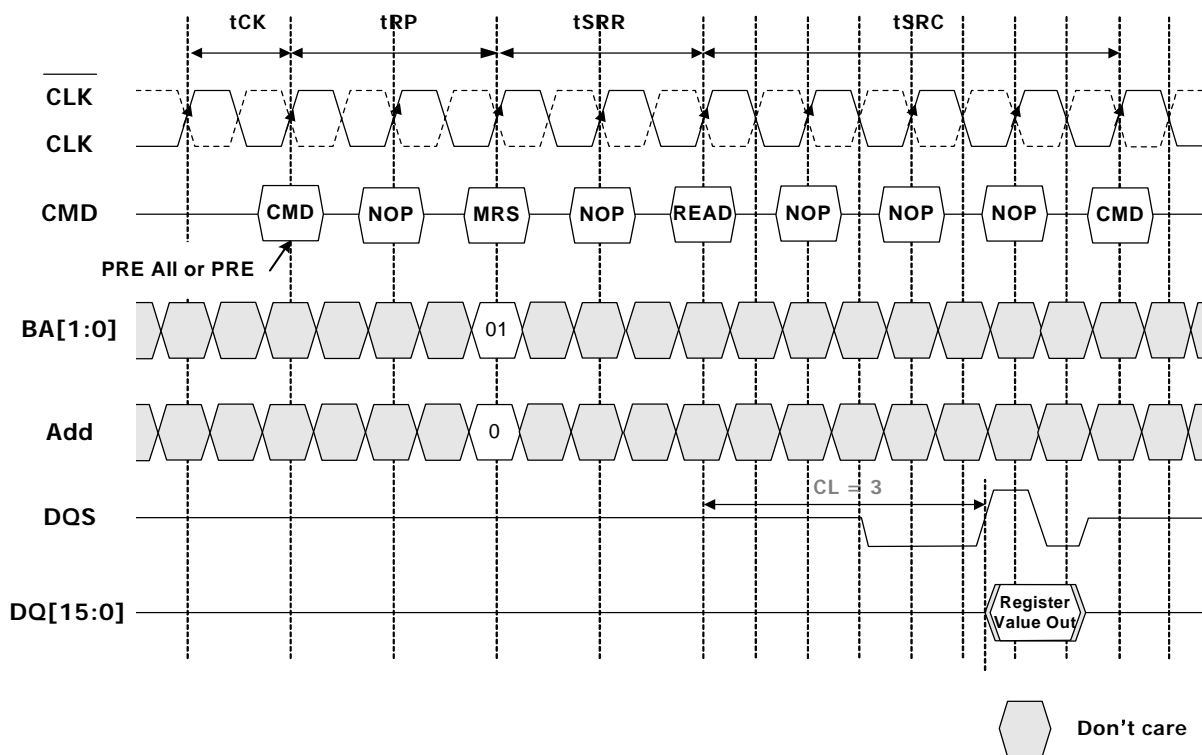 tCK tRP tSRR tSRC
CLK
CLK
CMD CMD NOP MRS NOP READ NOP NOP NOP CMD
PRE All or PRE
BA[1:0] 01
Add 0
CL = 3
DQS
DQ[15:0] Register
Value Out
Don't care